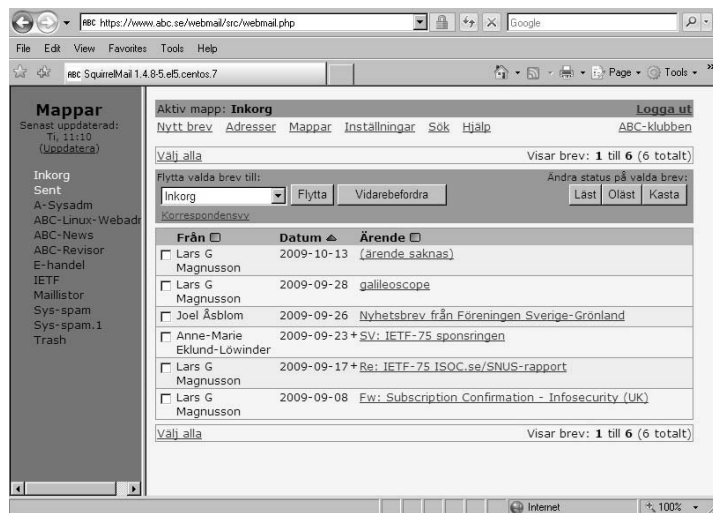 ABC https://www.abc.se/webmail/src/webmail.php
Google
File Edit View Favorites Tools Help
ABC SquirrelMail 1.4.8-5.el5.centos.7
Page Tools »
Mappar
Senast uppdaterad:
Ti, 11:10
(Uppdatera)
Inkorg
Sent
A-Sysadm
ABC-Linux-Webadr
ABC-News
ABC-Revisor
E-handel
IETF
Maillistor
Sys-spam
Sys-spam.1
Trash
Aktiv mapp: Inkorg Logga ut
Nytt brev Adresser Mappar Inställningar Sök Hjälp ABC-klubben
Välj alla Visar brev: 1 till 6 (6 totalt)
Flytta valda brev till: Ändra status på valda brev:
Inkorg Flytta Vidarebefordra Läst Oläst Kasta
Korrespondensvy
Från Datum Ärende
Lars G Magnusson 2009-10-13 (ärende saknas)
Lars G Magnusson 2009-09-28 galileoscope
Joel Åsblom 2009-09-26 Nyhetsbrev från Föreningen Sverige-Grönland
Anne-Marie Eklund-Löwinder 2009-09-23 + SV: IETF-75 sponsringen
Lars G Magnusson 2009-09-17 + Re: IETF-75 ISOC.se/SNUS-rapport
Lars G Magnusson 2009-09-08 Fw: Subscription Confirmation - Infosecurity (UK)
Välj alla Visar brev: 1 till 6 (6 totalt)
Internet 100%